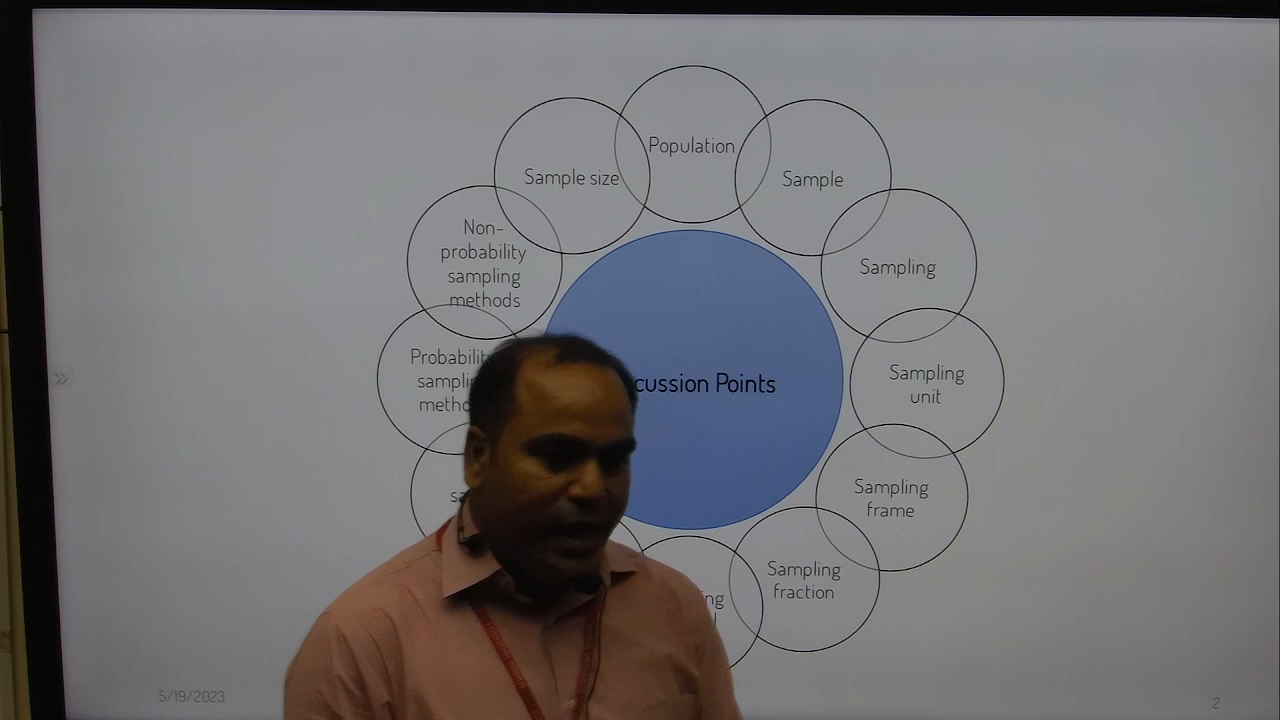 Population
Sample
Sampling
Sampling
unit
Sampling
frame
Sampling
fraction
Non-
probability
sampling
methods
Sample size
cussion Points
5/19/2023
2